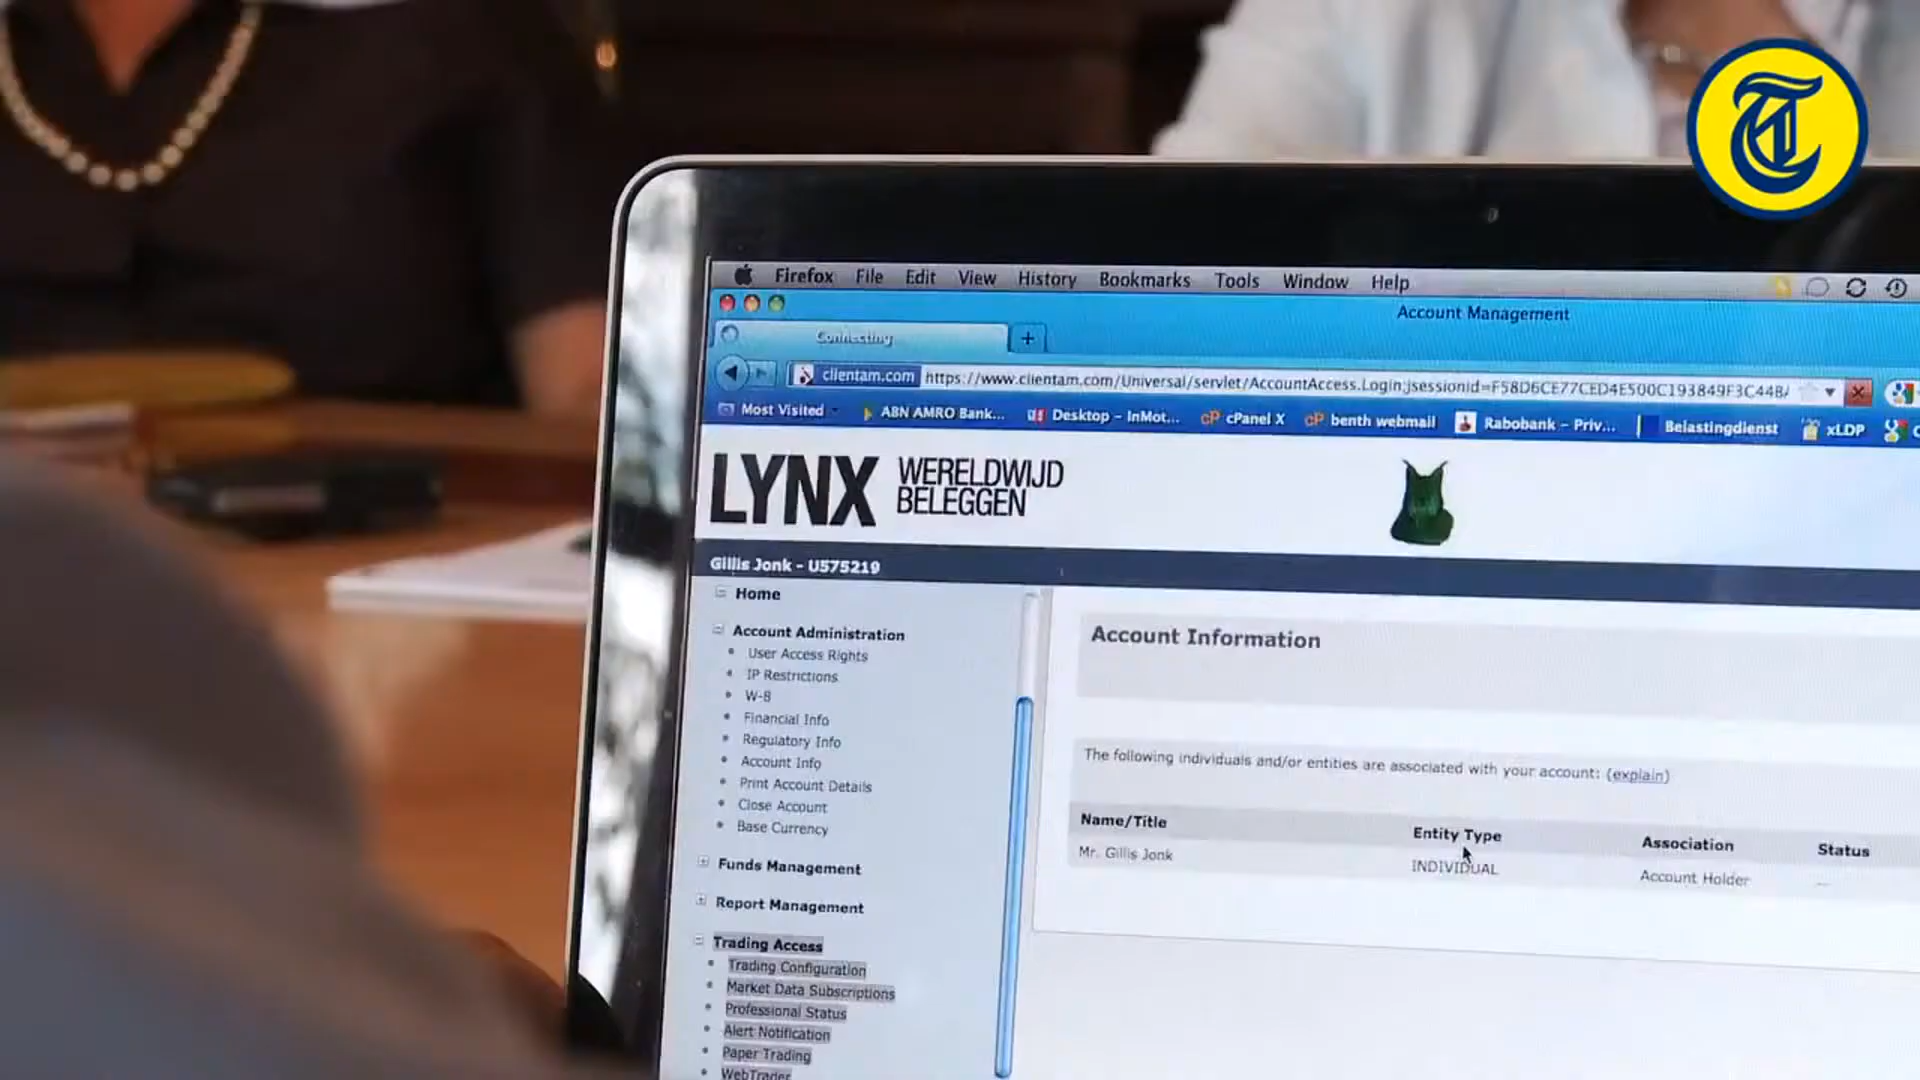 T
Firefox File Edit View History Bookmarks Tools Window Help
Account Management
Connecting
clientam.com https://www.clientam.com/Universal/servlet/AccountAccess.Login;jsessionid=F58D6CE77CED4E500C193849F3C44B
Most Visited ABN AMRO Bank... Desktop – InMot... cPanel X benth webmail Rabobank – Priv... Belastingdienst xLDP
LYNX WERELDWIJD
BELEGGEN
Gillis Jonk - U575219
Home
Account Administration
User Access Rights
IP Restrictions
W-8
Financial Info
Regulatory Info
Account Info
Print Account Details
Close Account
Base Currency
Funds Management
Report Management
Trading Access
Trading Configuration
Market Data Subscriptions
Professional Status
Alert Notification
Paper Trading
WebTrader
Account Information
The following individuals and/or entities are associated with your account: (explain)
Name/Title Entity Type Association Status
Mr. Gillis Jonk INDIVIDUAL Account Holder ---